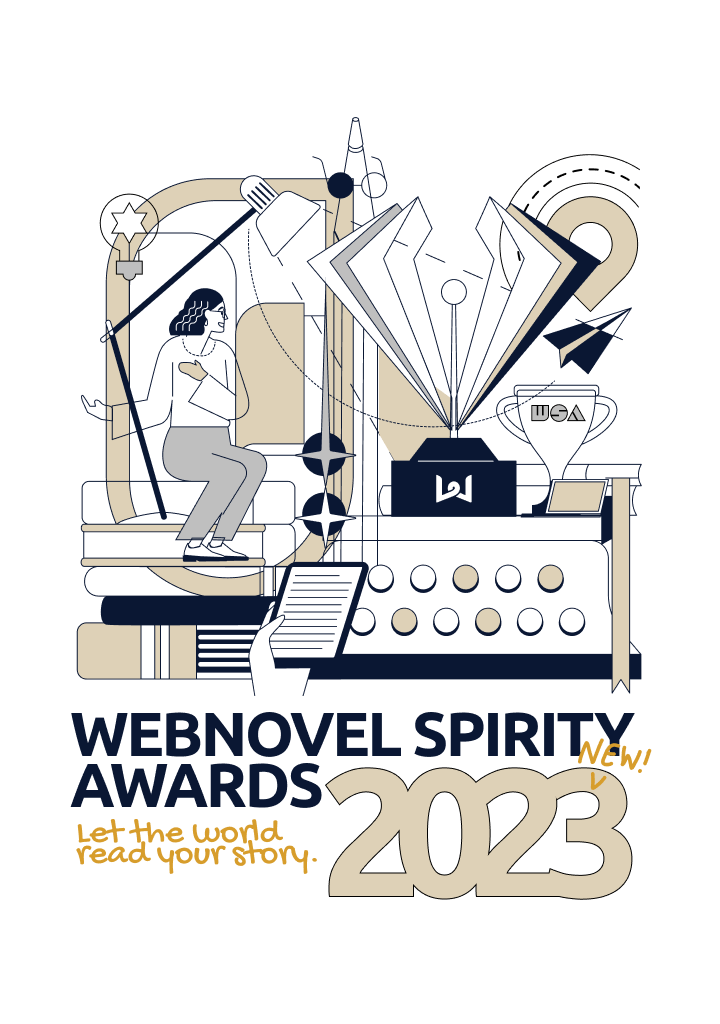 WSA
WEBNOVEL SPIRITY
NEW!
AWARDS
2023
Let the world
read your story.